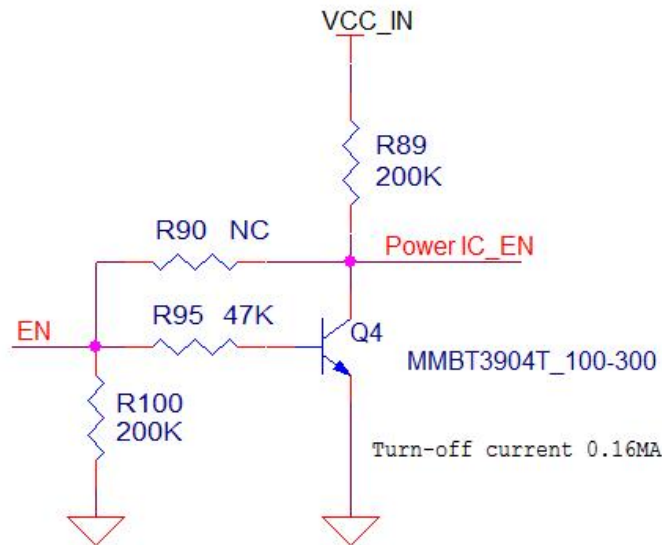 VCC_IN
R89
200K
R90 NC
Power IC_EN
R95 47K
EN
Q4
MMBT3904T_100-300
R100
200K
Turn-off current 0.16MA